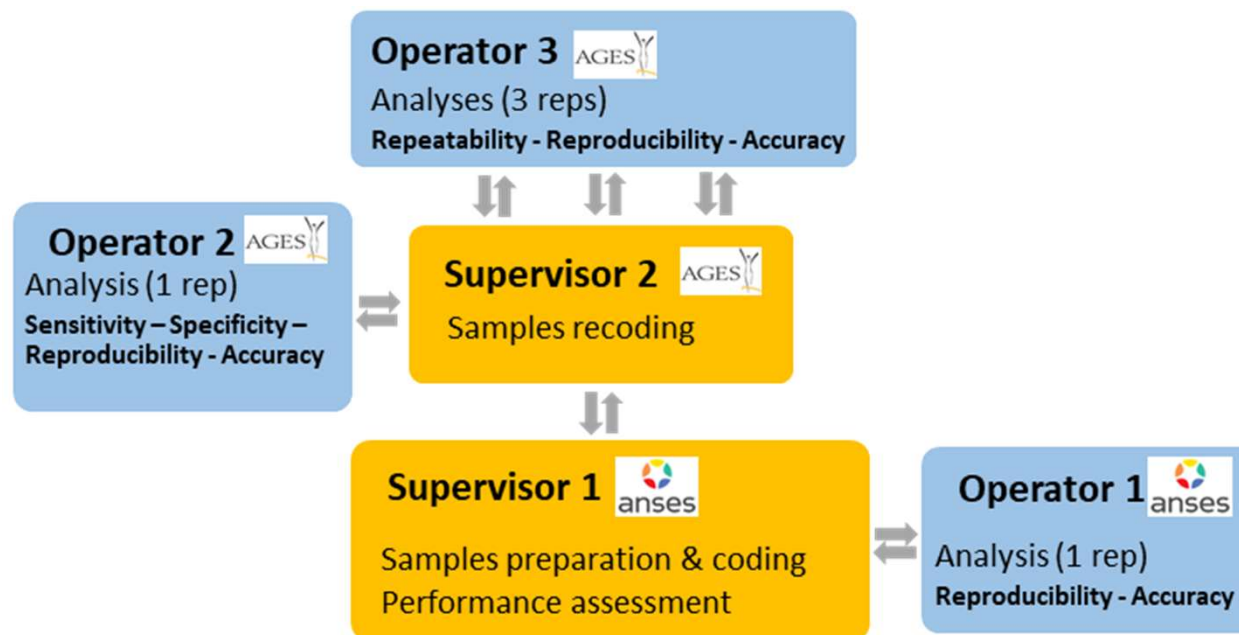 Operator 3 AGES
Analyses (3 reps)
Repeatability - Reproducibility - Accuracy
Operator 2 AGES
Analysis (1 rep)
Sensitivity – Specificity –
Reproducibility - Accuracy
Supervisor 2 AGES
Samples recoding
Supervisor 1 anses
Samples preparation & coding
Performance assessment
Operator 1 anses
Analysis (1 rep)
Reproducibility - Accuracy